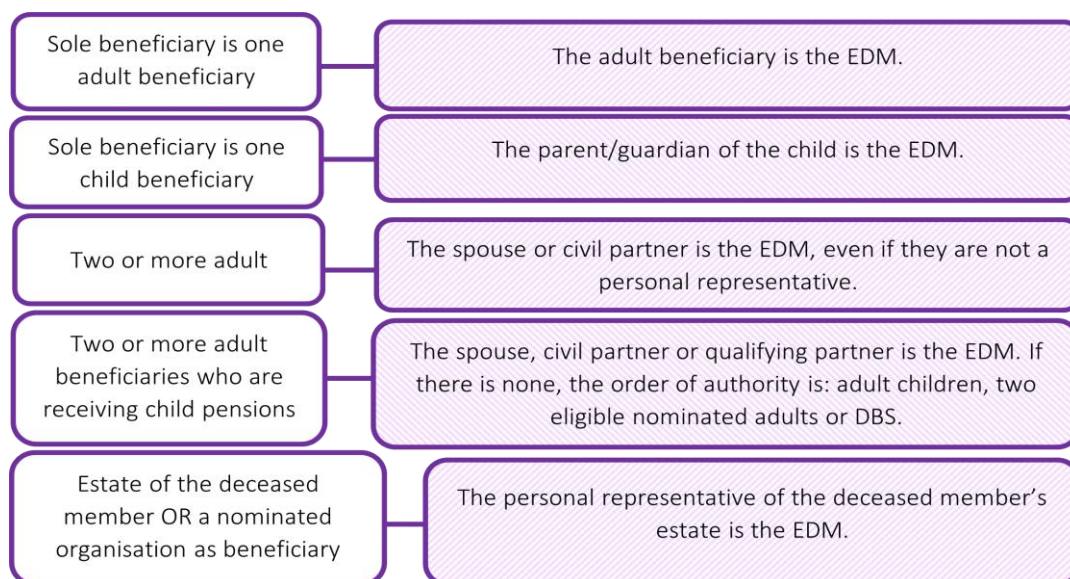 Sole beneficiary is one
adult beneficiary
The adult beneficiary is the EDM.
Sole beneficiary is one
child beneficiary
The parent/guardian of the child is the EDM.
Two or more adult
The spouse or civil partner is the EDM, even if they are not a
personal representative.
Two or more adult
beneficiaries who are
receiving child pensions
The spouse, civil partner or qualifying partner is the EDM. If
there is none, the order of authority is: adult children, two
eligible nominated adults or DBS.
Estate of the deceased
member OR a nominated
organisation as beneficiary
The personal representative of the deceased member’s
estate is the EDM.